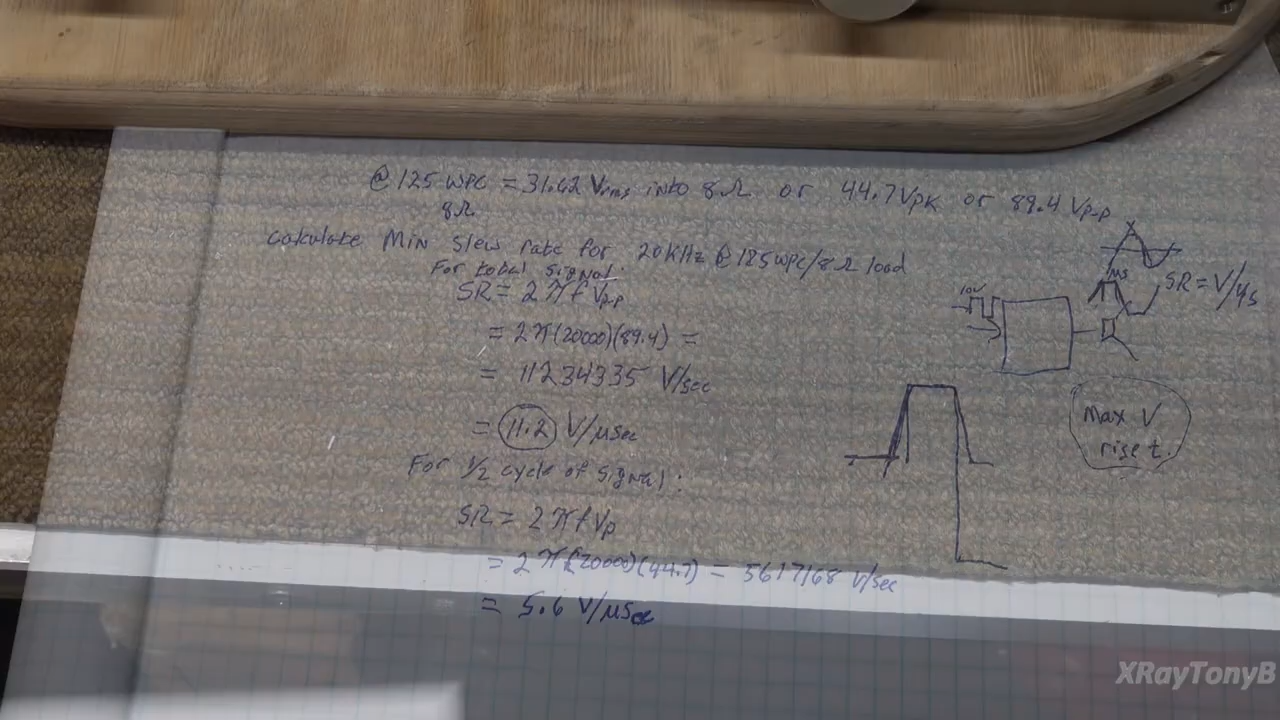 @ 125 WPC = 31.62 Vrms into 8Ω or 44.7 Vpk or 89.4 Vp-p
8Ω
Calculate Min Slew rate for 20KHz @ 125WPC/8Ω load
For total signal:
SR = 2πf Vp-p
= 2π(20000)(89.4) =
= 11234335 V/sec
= 11.2 V/μsec
For 1/2 cycle of signal:
SR = 2πfVp
= 2π(20000)(44.7) = 5617168 V/sec
= 5.6 V/μsec
10V
SR = V/μs
Max V
rise t.
XRayTonyB